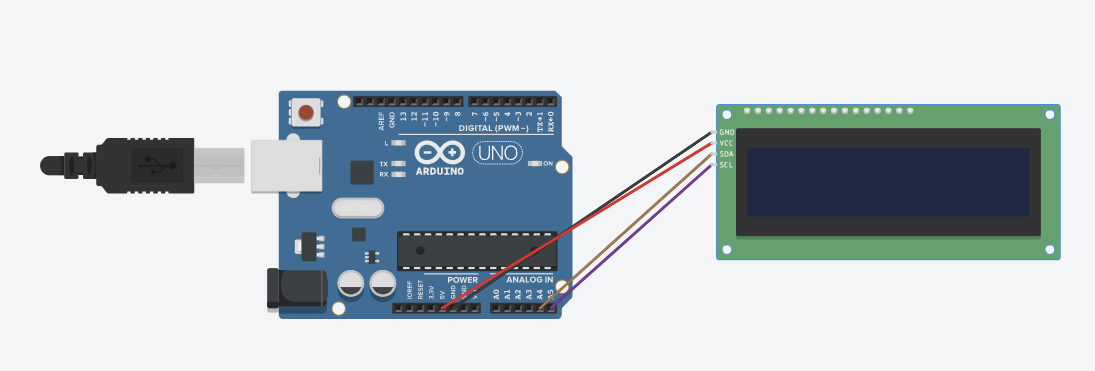 AREF
GND
13
12
~11
~10
~9
8
7
~6
~5
4
~3
2
TX→1
RX←0
DIGITAL (PWM~)
L
TX
RX
ARDUINO
UNO
ON
GND
VCC
SDA
SCL
POWER
ANALOG IN
IOREF
RESET
3.3V
5V
GND
A0
A1
A2
A3
A4
A5